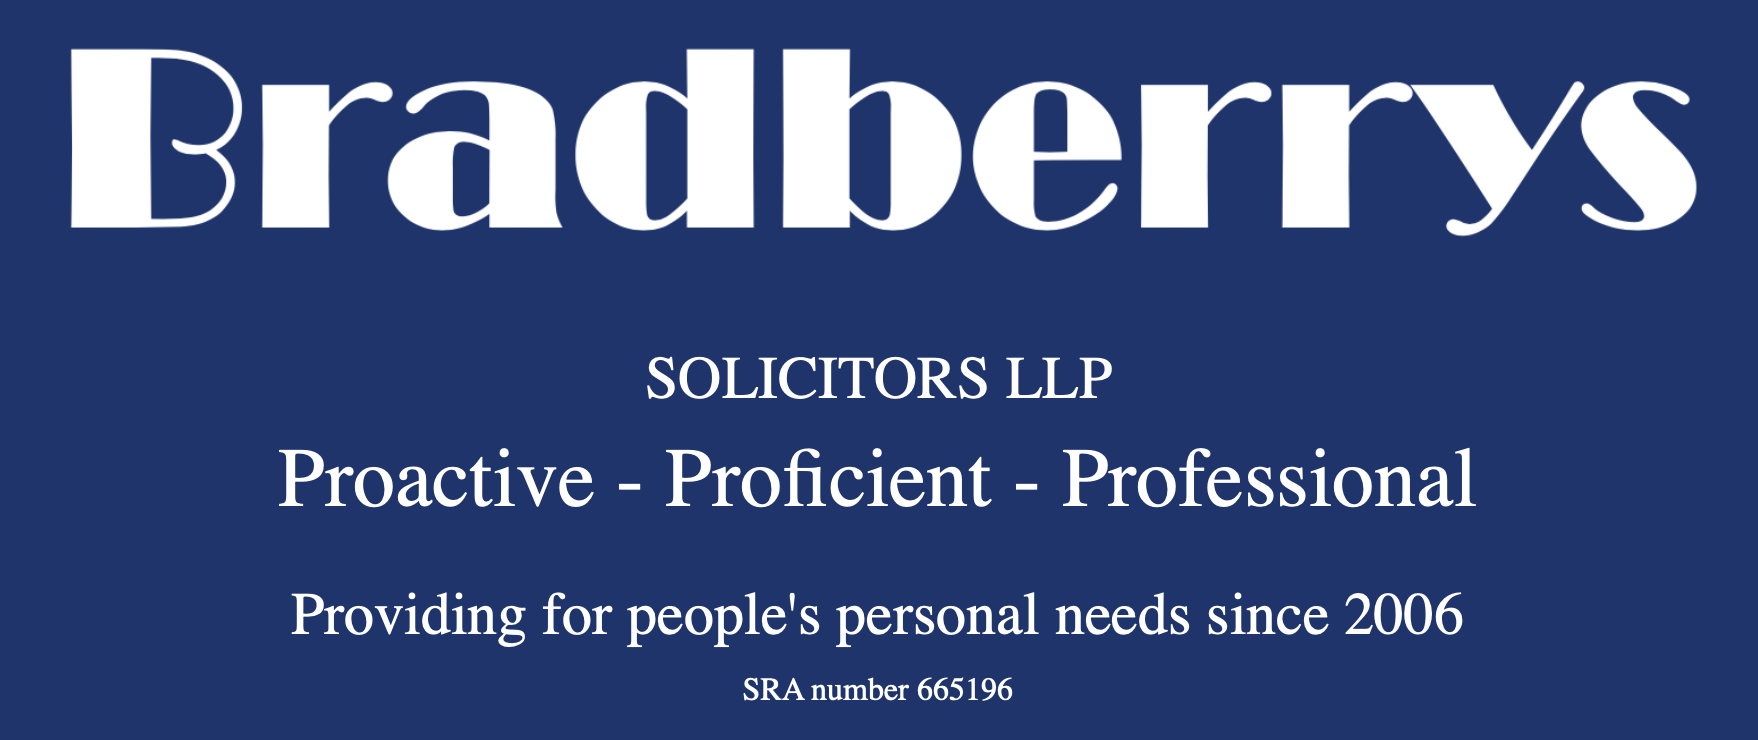 Bradberrys
SOLICITORS LLP
Proactive - Proficient - Professional
Providing for people's personal needs since 2006
SRA number 665196